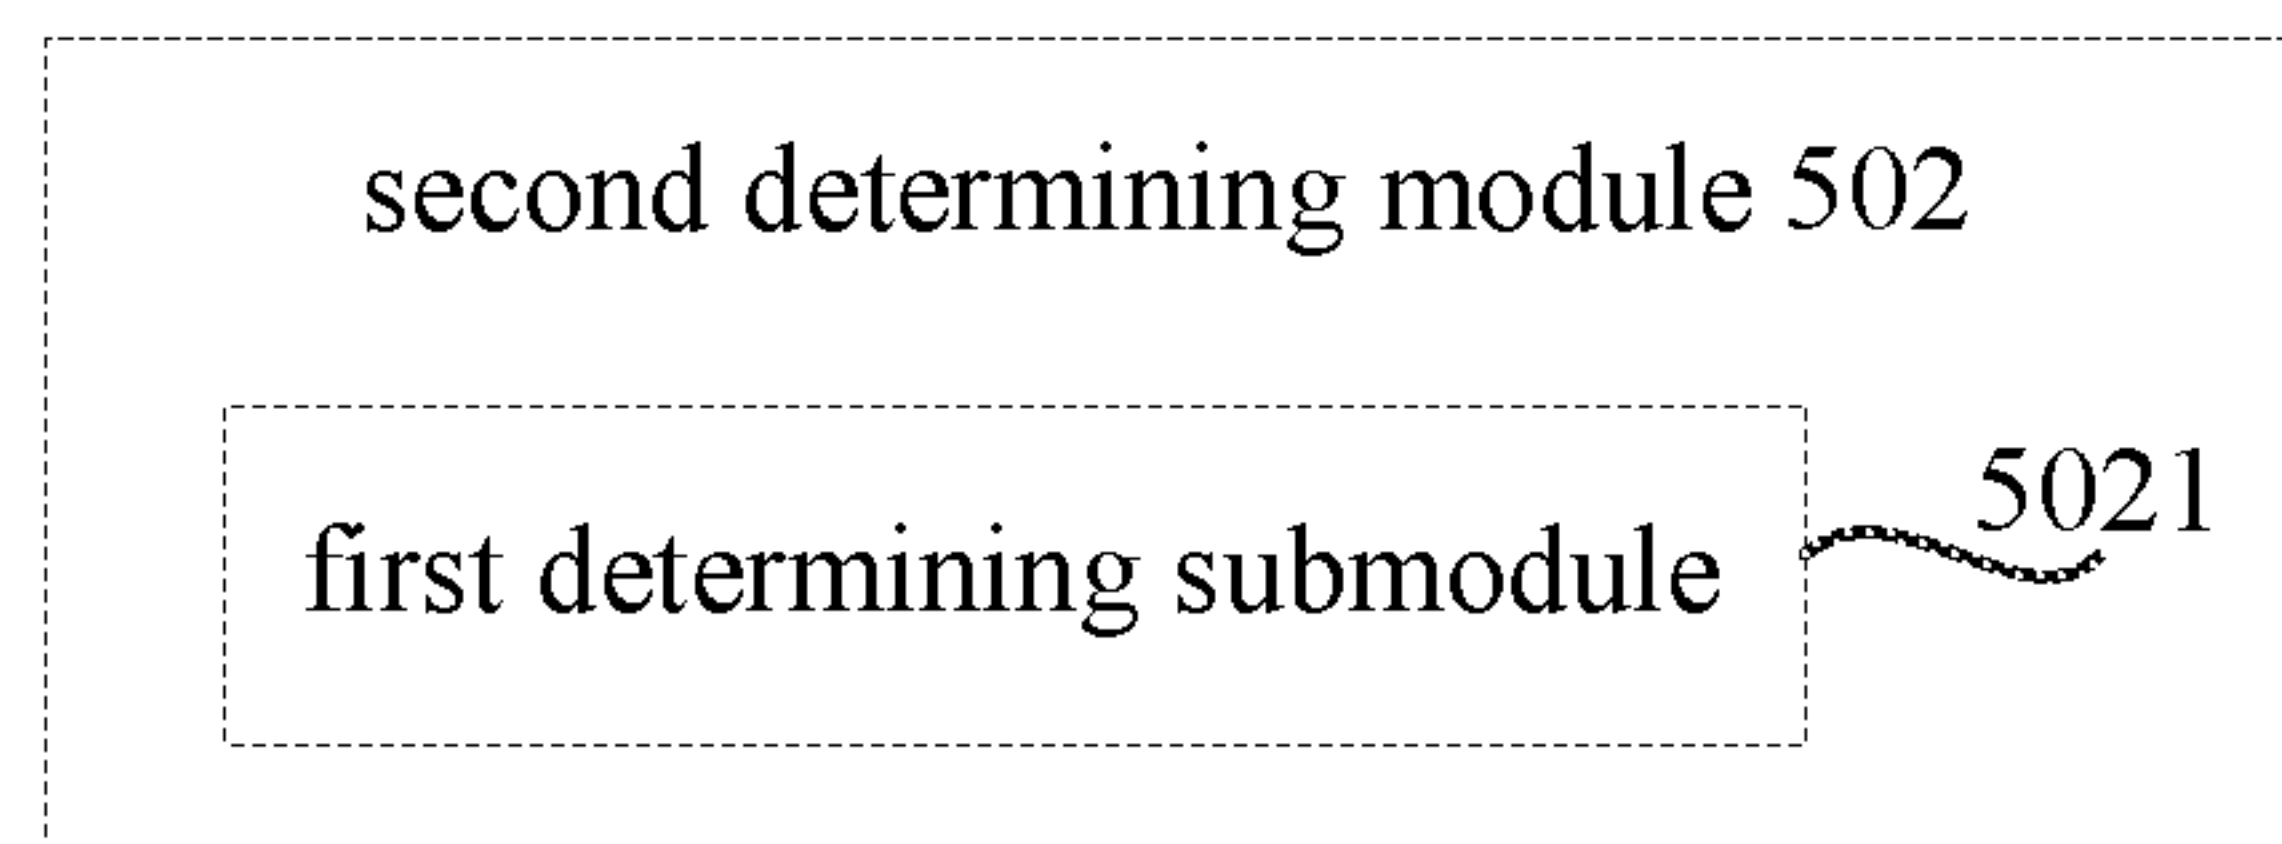 second determining module 502
5021
first determining submodule